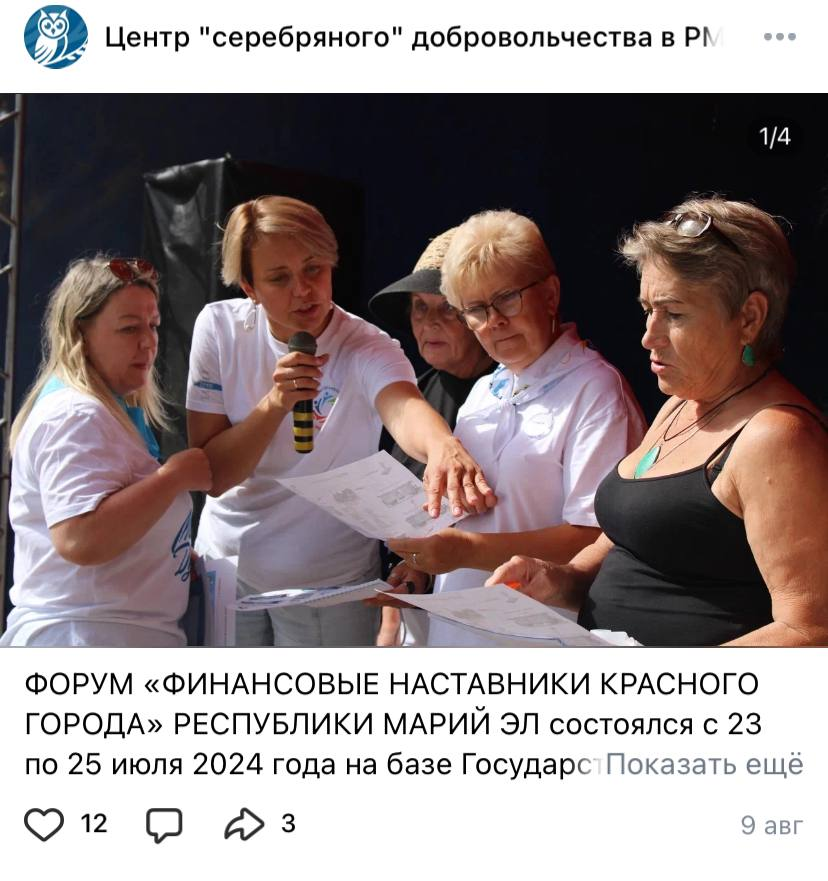 Центр "серебряного" добровольчества в РМ
1/4
ФОРУМ «ФИНАНСОВЫЕ НАСТАВНИКИ КРАСНОГО
ГОРОДА» РЕСПУБЛИКИ МАРИЙ ЭЛ состоялся с 23
по 25 июля 2024 года на базе Государс Показать ещё
12
3
9 авг